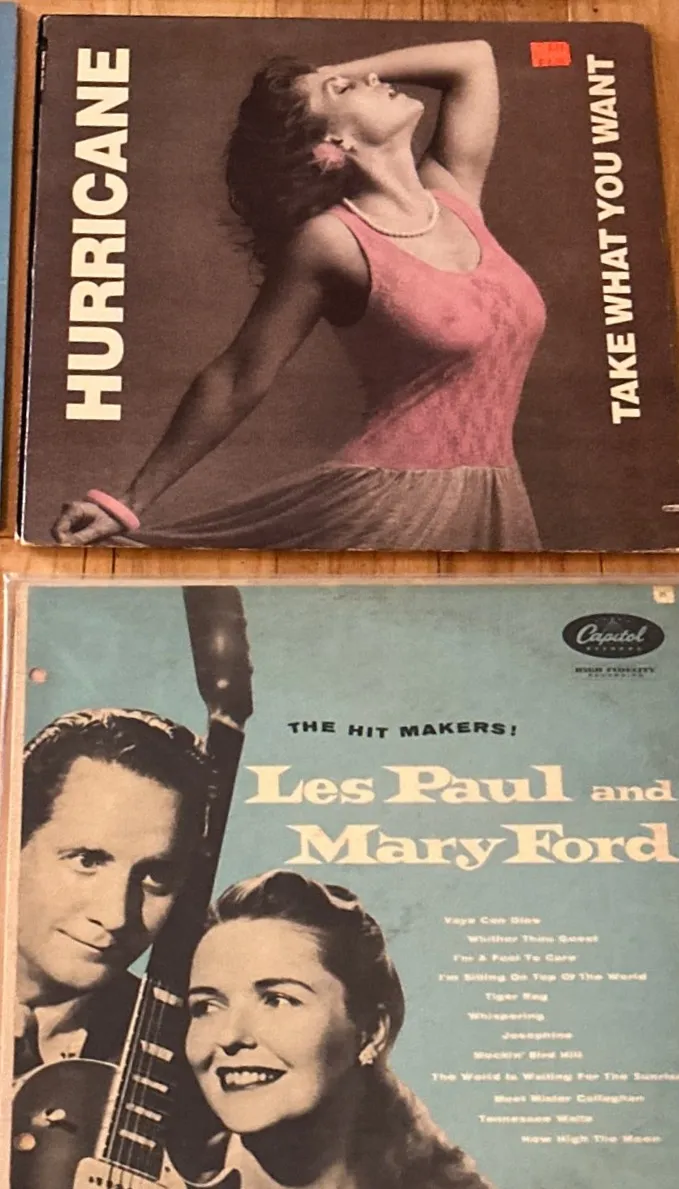 HURRICANE
TAKE WHAT YOU WANT
Capitol
RECORDS
HIGH FIDELITY
RECORDING
THE HIT MAKERS!
Les Paul and
Mary Ford
Vaya Con Dios
Whither Thou Goest
I'm A Fool To Care
I'm Sitting On Top Of The World
Tiger Rag
Whispering
Josephine
Mockin' Bird Hill
The World Is Waiting For The Sunrise
Meet Mister Callaghan
Tennessee Waltz
How High The Moon